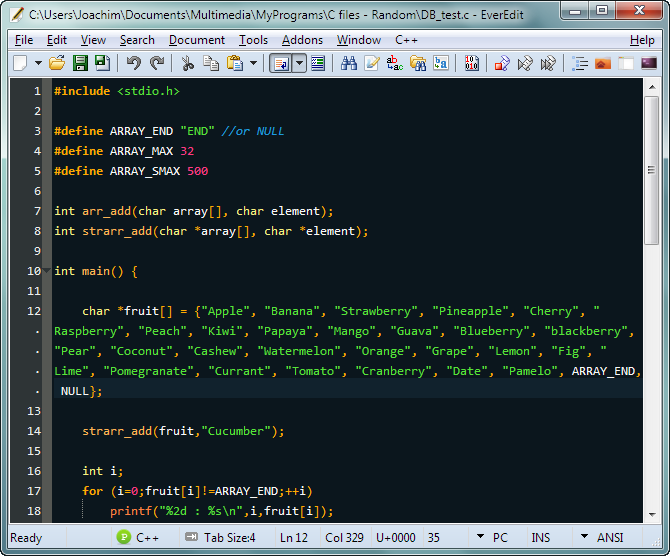 C:\Users\Joachim\Documents\Multimedia\MyPrograms\C files - Random\DB_test.c - EverEdit
File Edit View Search Document Tools Addons Window C++ Help
1 #include <stdio.h>
2
3 #define ARRAY_END "END" //or NULL
4 #define ARRAY_MAX 32
5 #define ARRAY_SMAX 500
6
7 int arr_add(char array[], char element);
8 int strarr_add(char *array[], char *element);
9
10 int main() {
11
12 char *fruit[] = {"Apple", "Banana", "Strawberry", "Pineapple", "Cherry", "
Raspberry", "Peach", "Kiwi", "Papaya", "Mango", "Guava", "Blueberry", "blackberry",
"Pear", "Coconut", "Cashew", "Watermelon", "Orange", "Grape", "Lemon", "Fig", "
Lime", "Pomegranate", "Currant", "Tomato", "Cranberry", "Date", "Pamelo", ARRAY_END,
NULL};
13
14 strarr_add(fruit,"Cucumber");
15
16 int i;
17 for (i=0;fruit[i]!=ARRAY_END;++i)
18 printf("%2d : %s\n",i,fruit[i]);
Ready P C++ Tab Size:4 Ln 12 Col 329 U+0000 35 PC INS ANSI